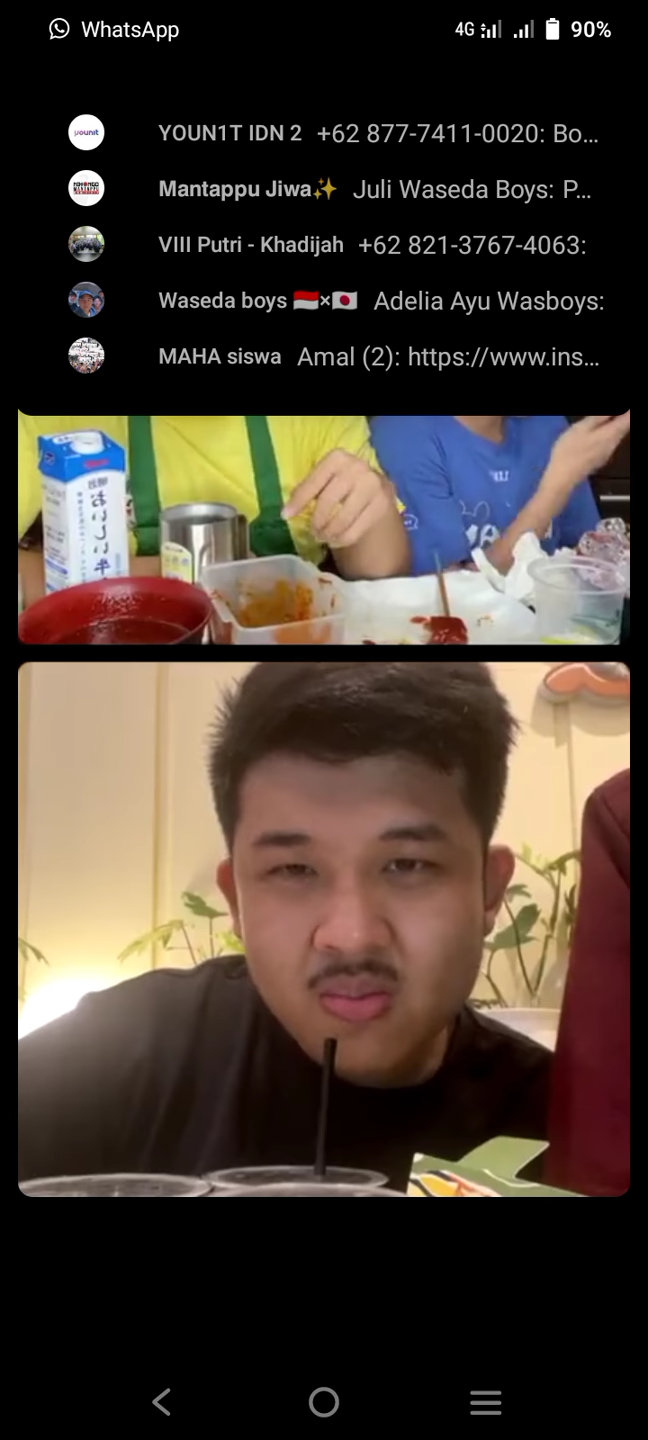 WhatsApp
4G
90%
younit
YOUN1T IDN 2 +62 877-7411-0020: Bo...
Mantappu Jiwa✨ Juli Waseda Boys: P...
VIII Putri - Khadijah +62 821-3767-4063:
Waseda boys 🇮🇩×🇯🇵 Adelia Ayu Wasboys:
MAHA siswa Amal (2): https://www.ins...